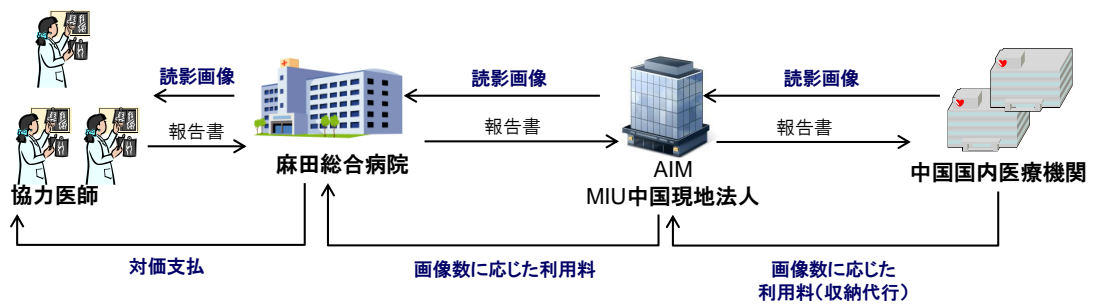 読影画像
読影画像
読影画像
報告書
報告書
報告書
協力医師
麻田総合病院
AIM
MIU中国現地法人
中国国内医療機関
対価支払
画像数に応じた利用料
画像数に応じた
利用料(収納代行)